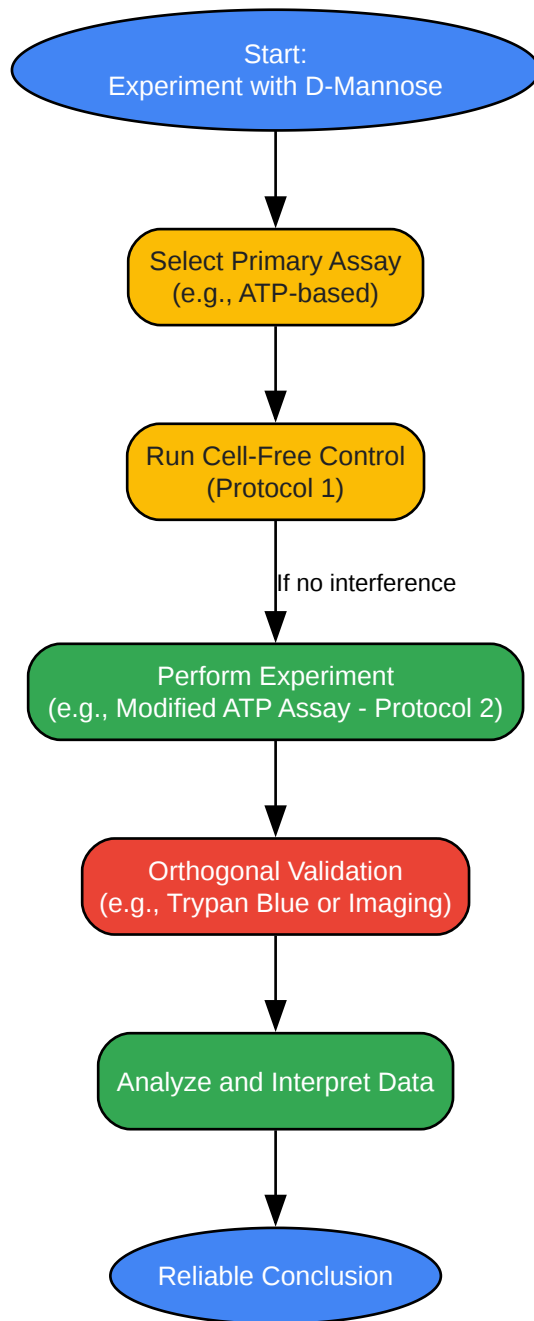 Start:
Experiment with D-Mannose
Select Primary Assay
(e.g., ATP-based)
Run Cell-Free Control
(Protocol 1)
If no interference
Perform Experiment
(e.g., Modified ATP Assay - Protocol 2)
Orthogonal Validation
(e.g., Trypan Blue or Imaging)
Analyze and Interpret Data
Reliable Conclusion